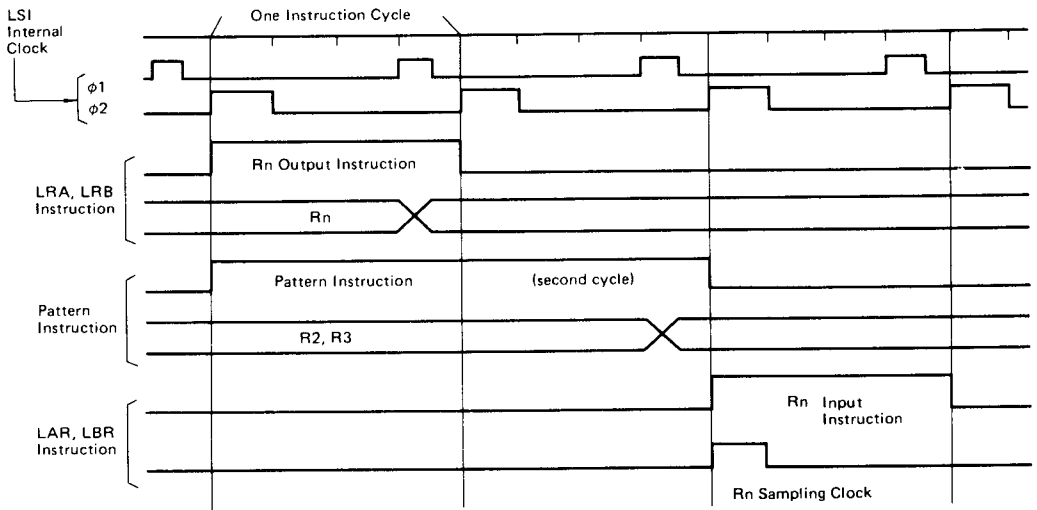 LSI
Internal
Clock
One Instruction Cycle
φ1
φ2
LRA, LRB
Instruction
Rn Output Instruction
Rn
Pattern
Instruction
Pattern Instruction
(second cycle)
R2, R3
LAR, LBR
Instruction
Rn Input
Instruction
Rn Sampling Clock